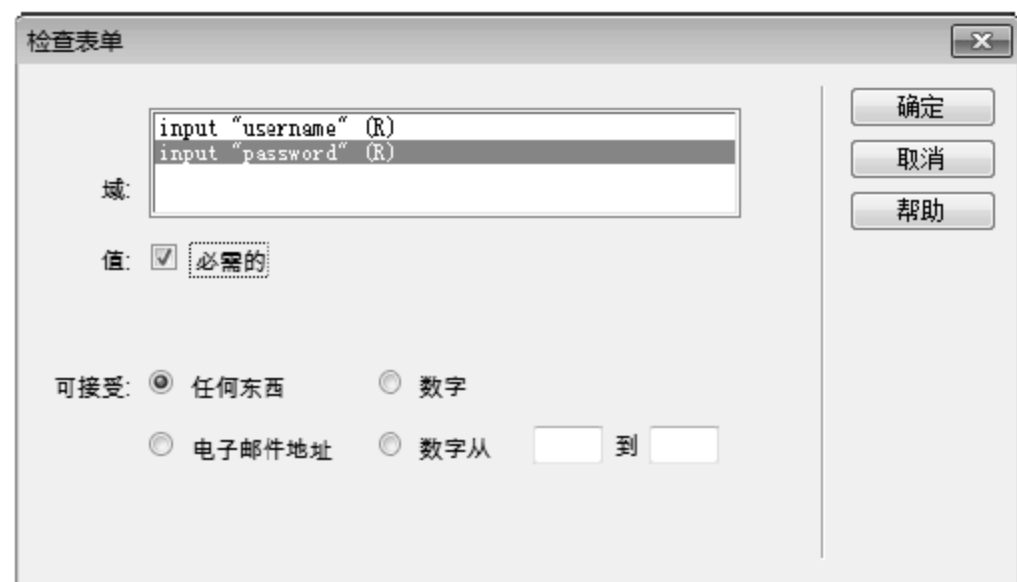 检查表单
input "username" (R)
input "password" (R)
域:
值: 必需的
可接受: 任何东西 数字
电子邮件地址 数字从 到
确定
取消
帮助